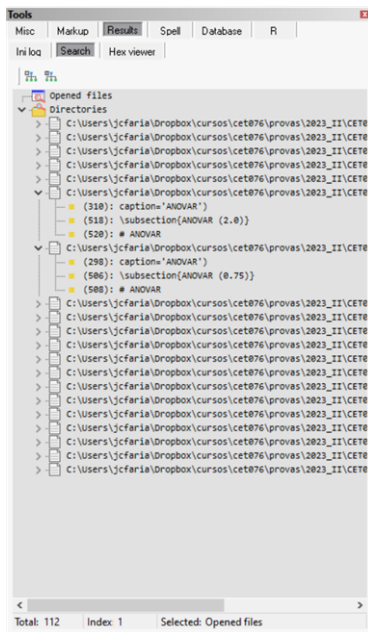 Tools
Misc Markup Results Spell Database R
Ini log Search Hex viewer
Opened files
Directories
C:\Users\jcfaria\Dropbox\cursos\cet076\provas\2023_II\CET0
C:\Users\jcfaria\Dropbox\cursos\cet076\provas\2023_II\CET0
C:\Users\jcfaria\Dropbox\cursos\cet076\provas\2023_II\CET0
C:\Users\jcfaria\Dropbox\cursos\cet076\provas\2023_II\CET0
C:\Users\jcfaria\Dropbox\cursos\cet076\provas\2023_II\CET0
C:\Users\jcfaria\Dropbox\cursos\cet076\provas\2023_II\CET0
(310): caption='ANOVAR')
(518): \subsection{ANOVAR (2.0)}
(520): # ANOVAR
C:\Users\jcfaria\Dropbox\cursos\cet076\provas\2023_II\CET0
(298): caption='ANOVAR')
(506): \subsection{ANOVAR (0.75)}
(508): # ANOVAR
C:\Users\jcfaria\Dropbox\cursos\cet076\provas\2023_II\CET0
C:\Users\jcfaria\Dropbox\cursos\cet076\provas\2023_II\CET0
C:\Users\jcfaria\Dropbox\cursos\cet076\provas\2023_II\CET0
C:\Users\jcfaria\Dropbox\cursos\cet076\provas\2023_II\CET0
C:\Users\jcfaria\Dropbox\cursos\cet076\provas\2023_II\CET0
C:\Users\jcfaria\Dropbox\cursos\cet076\provas\2023_II\CET0
C:\Users\jcfaria\Dropbox\cursos\cet076\provas\2023_II\CET0
C:\Users\jcfaria\Dropbox\cursos\cet076\provas\2023_II\CET0
C:\Users\jcfaria\Dropbox\cursos\cet076\provas\2023_II\CET0
C:\Users\jcfaria\Dropbox\cursos\cet076\provas\2023_II\CET0
C:\Users\jcfaria\Dropbox\cursos\cet076\provas\2023_II\CET0
C:\Users\jcfaria\Dropbox\cursos\cet076\provas\2023_II\CET0
C:\Users\jcfaria\Dropbox\cursos\cet076\provas\2023_II\CET0
Total: 112 Index: 1 Selected: Opened files